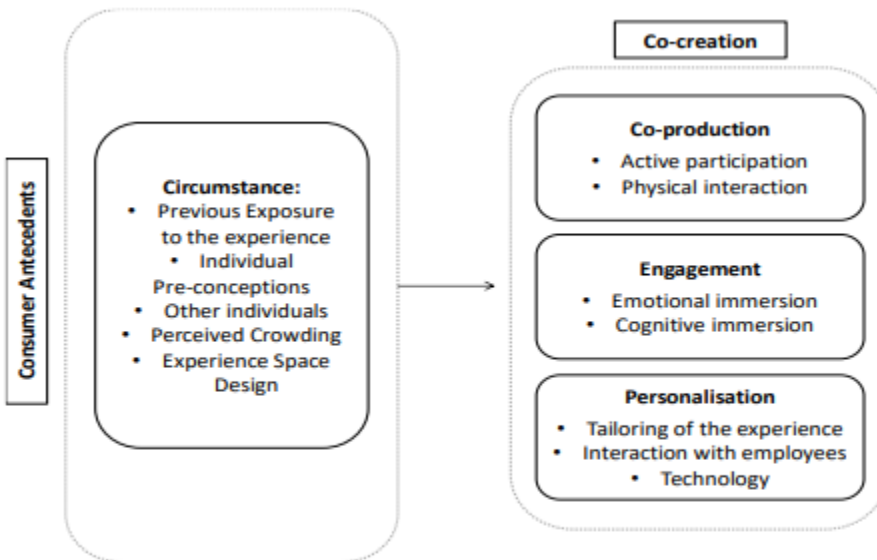 Consumer Antecedents
Circumstance:
• Previous Exposure
to the experience
• Individual
Pre-conceptions
• Other individuals
• Perceived Crowding
• Experience Space
Design
Co-creation
Co-production
• Active participation
• Physical interaction
Engagement
• Emotional immersion
• Cognitive immersion
Personalisation
• Tailoring of the experience
• Interaction with employees
• Technology